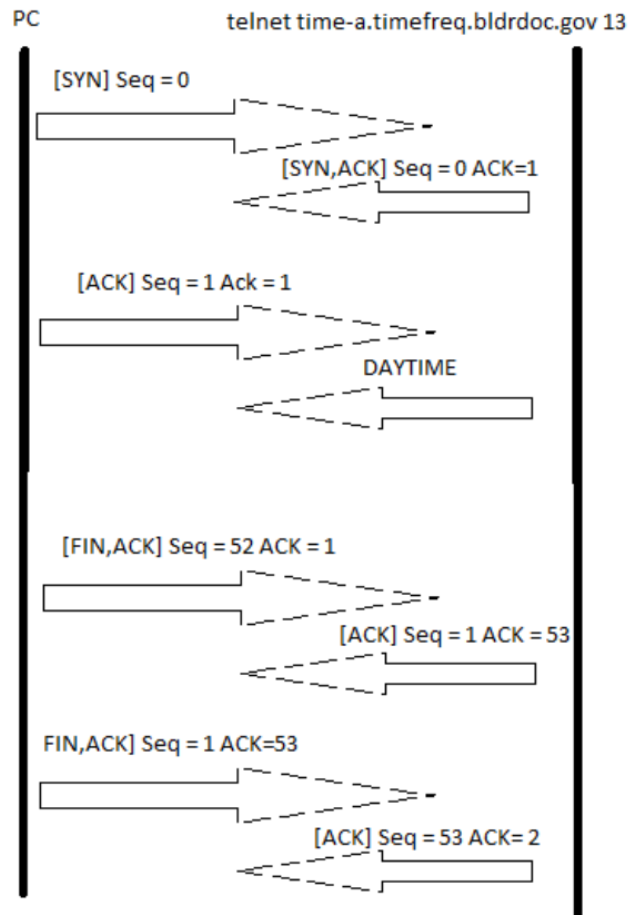 PC
telnet time-a.timefreq.bldrdoc.gov 13
[SYN] Seq = 0
[SYN,ACK] Seq = 0 ACK=1
[ACK] Seq = 1 Ack = 1
DAYTIME
[FIN,ACK] Seq = 52 ACK = 1
[ACK] Seq = 1 ACK = 53
FIN,ACK] Seq = 1 ACK=53
[ACK] Seq = 53 ACK= 2